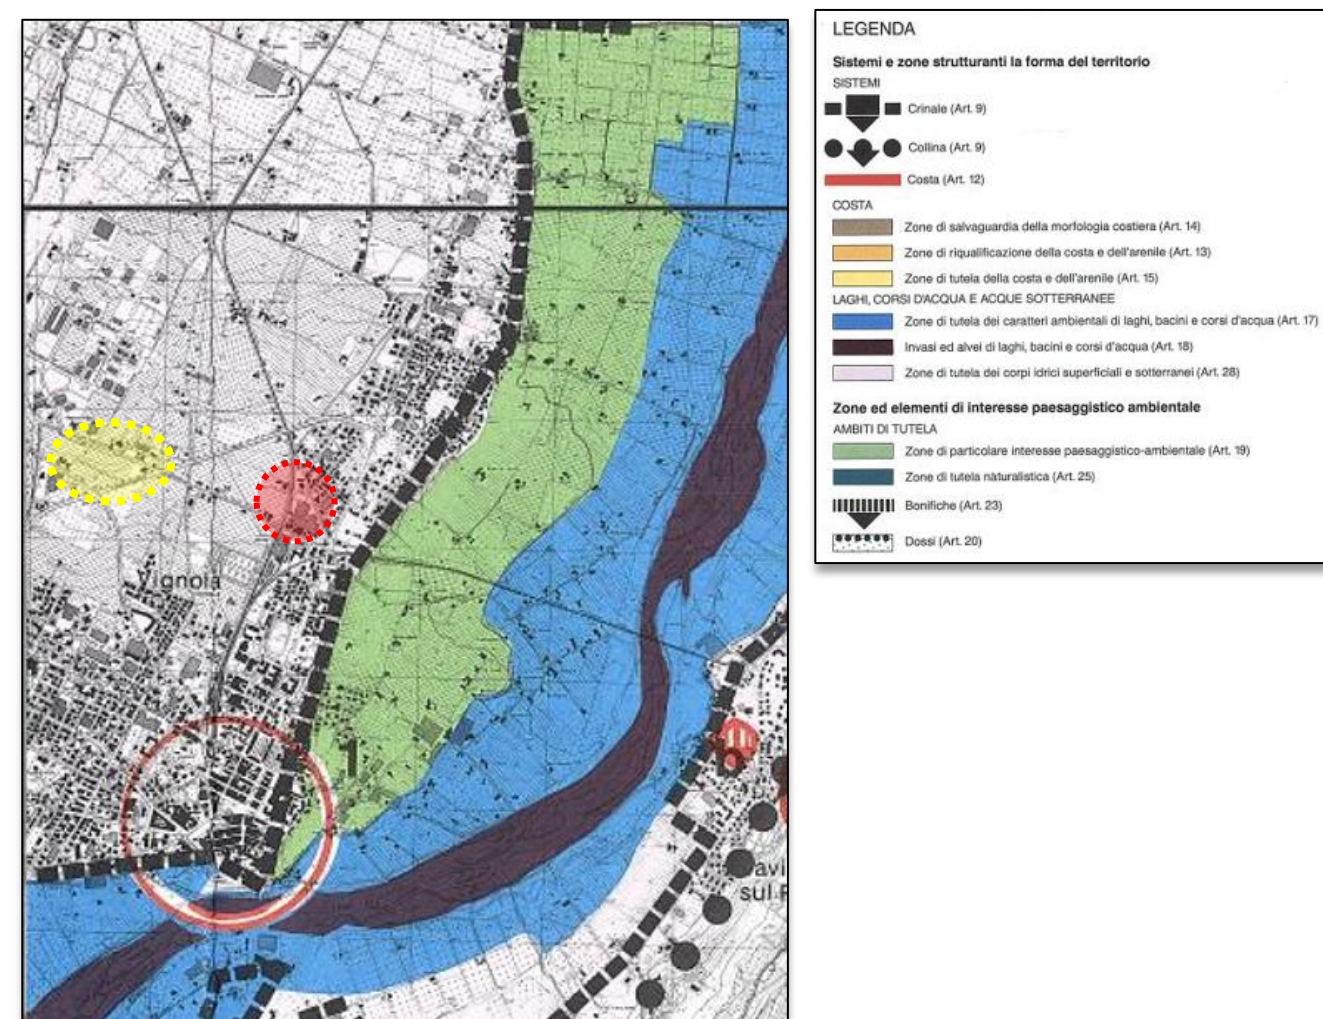 Vignola
avi
sul
LEGENDA
Sistemi e zone strutturanti la forma del territorio
SISTEMI
Crinale (Art. 9)
Collina (Art. 9)
Costa (Art. 12)
COSTA
Zone di salvaguardia della morfologia costiera (Art. 14)
Zone di riqualificazione della costa e dell'arenile (Art. 13)
Zone di tutela della costa e dell'arenile (Art. 15)
LAGHI, CORSI D'ACQUA E ACQUE SOTTERRANEE
Zone di tutela dei caratteri ambientali di laghi, bacini e corsi d'acqua (Art. 17)
Invasi ed alvei di laghi, bacini e corsi d'acqua (Art. 18)
Zone di tutela dei corpi idrici superficiali e sotterranei (Art. 28)
Zone ed elementi di interesse paesaggistico ambientale
AMBITI DI TUTELA
Zone di particolare interesse paesaggistico-ambientale (Art. 19)
Zone di tutela naturalistica (Art. 25)
Bonifiche (Art. 23)
Dossi (Art. 20)